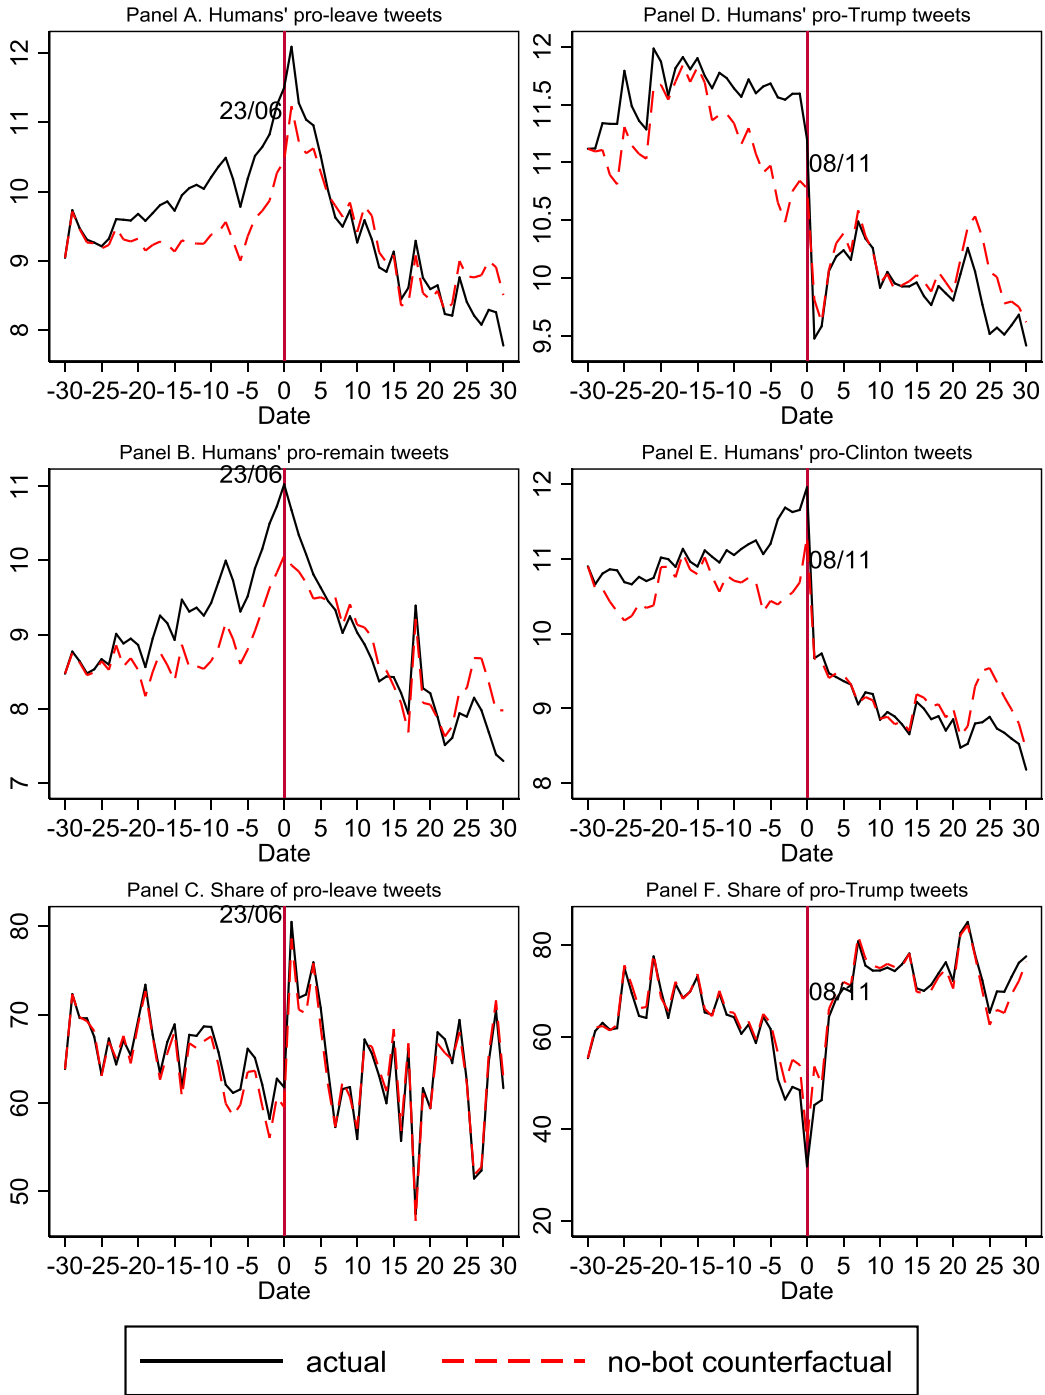 Panel A. Humans' pro-leave tweets
12
11
10
9
8
23/06
-30 -25 -20 -15 -10 -5 0 5 10 15 20 25 30
Date
Panel D. Humans' pro-Trump tweets
12
11.5
11
10.5
10
9.5
08/11
-30 -25 -20 -15 -10 -5 0 5 10 15 20 25 30
Date
Panel B. Humans' pro-remain tweets
11
10
9
8
7
23/06
-30 -25 -20 -15 -10 -5 0 5 10 15 20 25 30
Date
Panel E. Humans' pro-Clinton tweets
12
11
10
9
8
08/11
-30 -25 -20 -15 -10 -5 0 5 10 15 20 25 30
Date
Panel C. Share of pro-leave tweets
80
70
60
50
23/06
-30 -25 -20 -15 -10 -5 0 5 10 15 20 25 30
Date
Panel F. Share of pro-Trump tweets
80
60
40
20
08/11
-30 -25 -20 -15 -10 -5 0 5 10 15 20 25 30
Date
actual
no-bot counterfactual